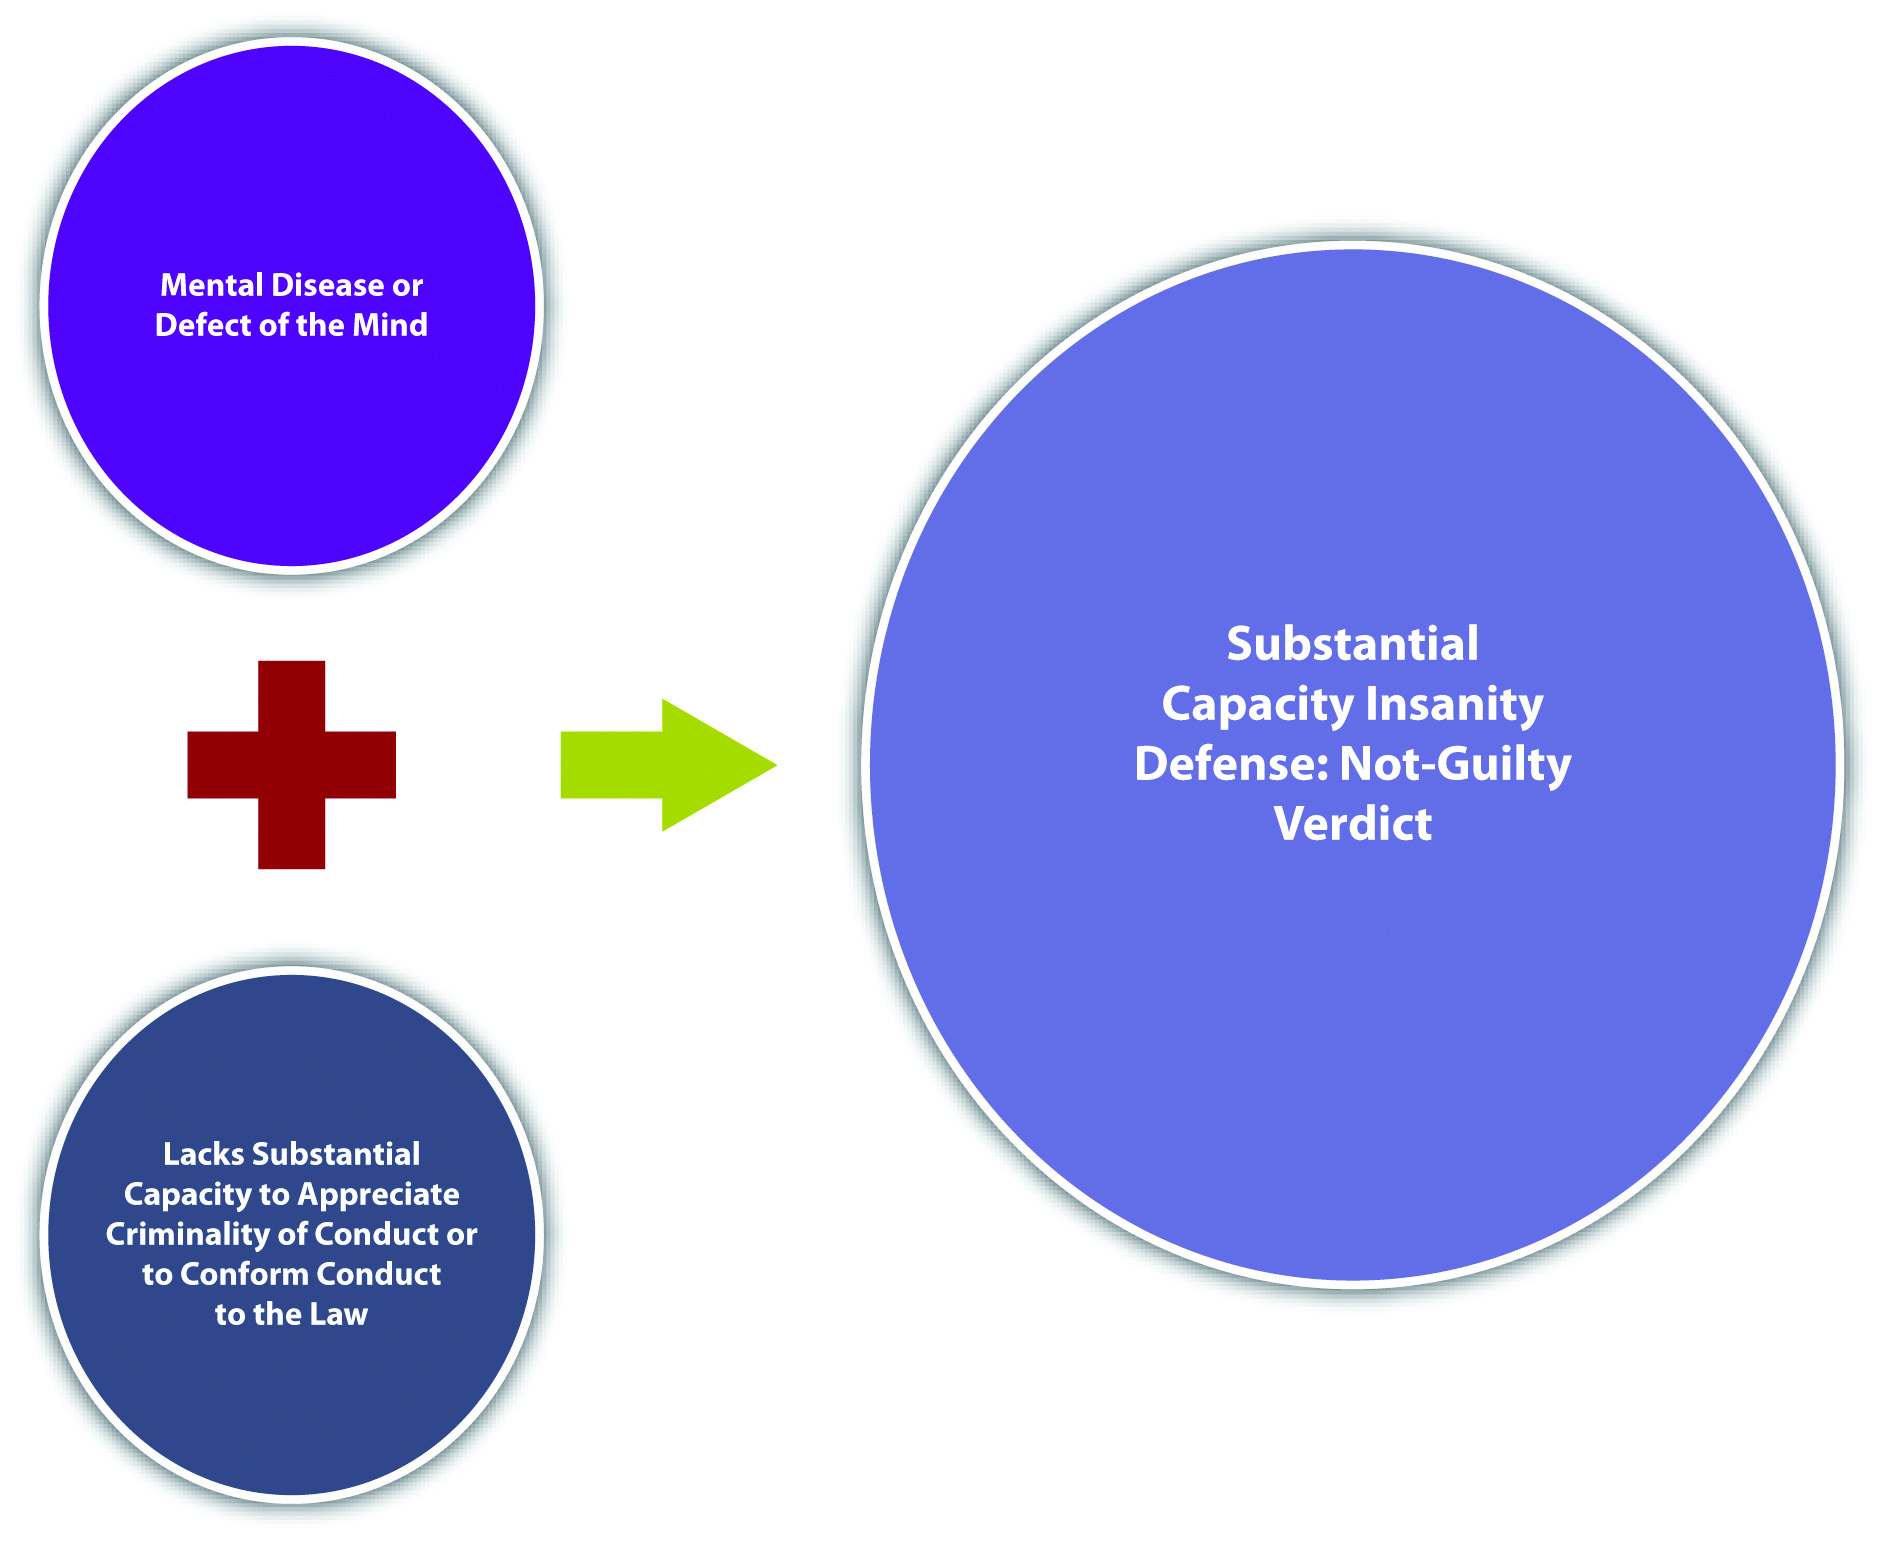 Mental Disease or
Defect of the Mind
Lacks Substantial
Capacity to Appreciate
Criminality of Conduct or
to Conform Conduct
to the Law
Substantial
Capacity Insanity
Defense: Not-Guilty
Verdict